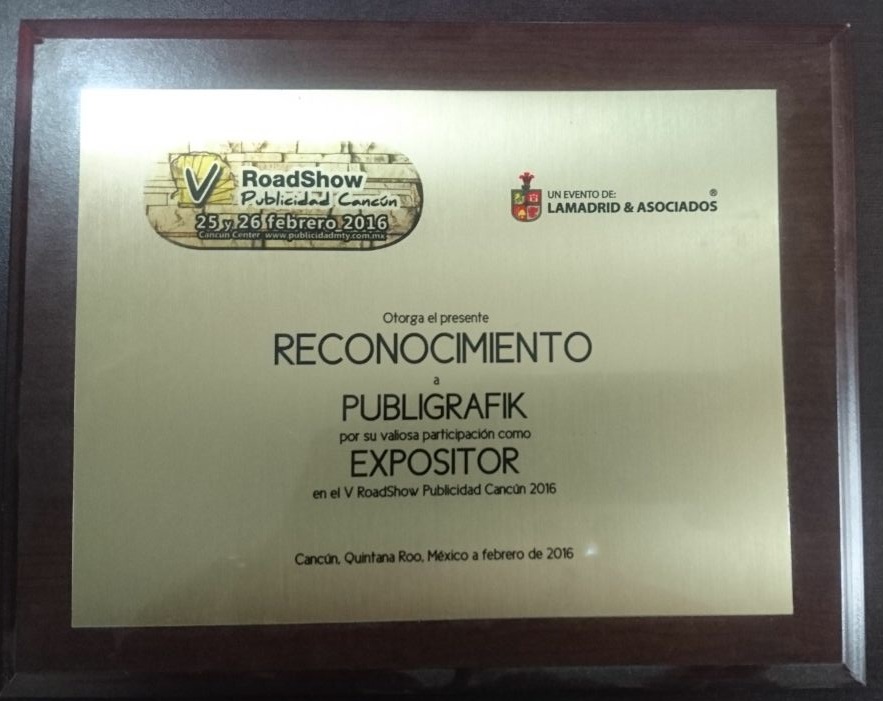 V RoadShow
Publicidad Cancún
25 y 26 febrero 2016
Cancun Center www.publicidadmty.com.mx
UN EVENTO DE:
LAMADRID & ASOCIADOS®
Otorga el presente
RECONOCIMIENTO
a
PUBLIGRAFIK
por su valiosa participación como
EXPOSITOR
en el V RoadShow Publicidad Cancún 2016
Cancún, Quintana Roo, México a febrero de 2016